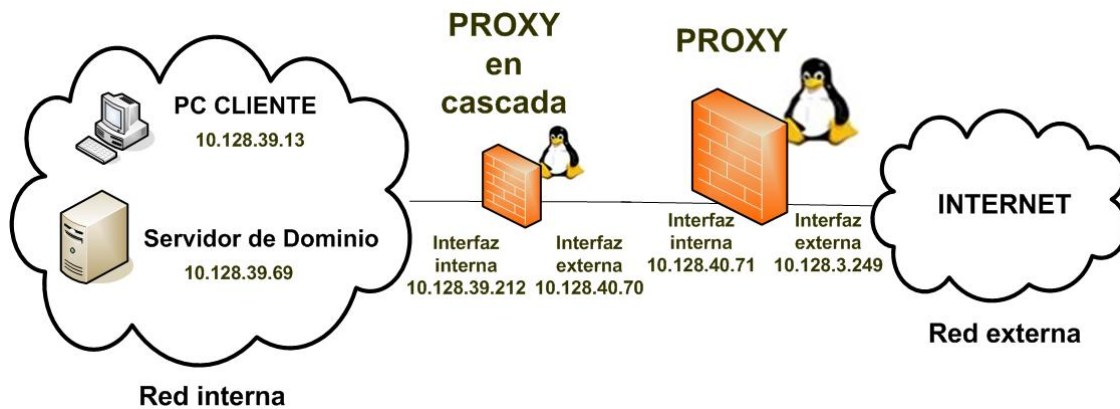 PROXY
en
cascada
PROXY
PC CLIENTE
10.128.39.13
Servidor de Dominio
10.128.39.69
Interfaz
interna
10.128.39.212
Interfaz
externa
10.128.40.70
Interfaz
interna
10.128.40.71
Interfaz
externa
10.128.3.249
INTERNET
Red externa
Red interna